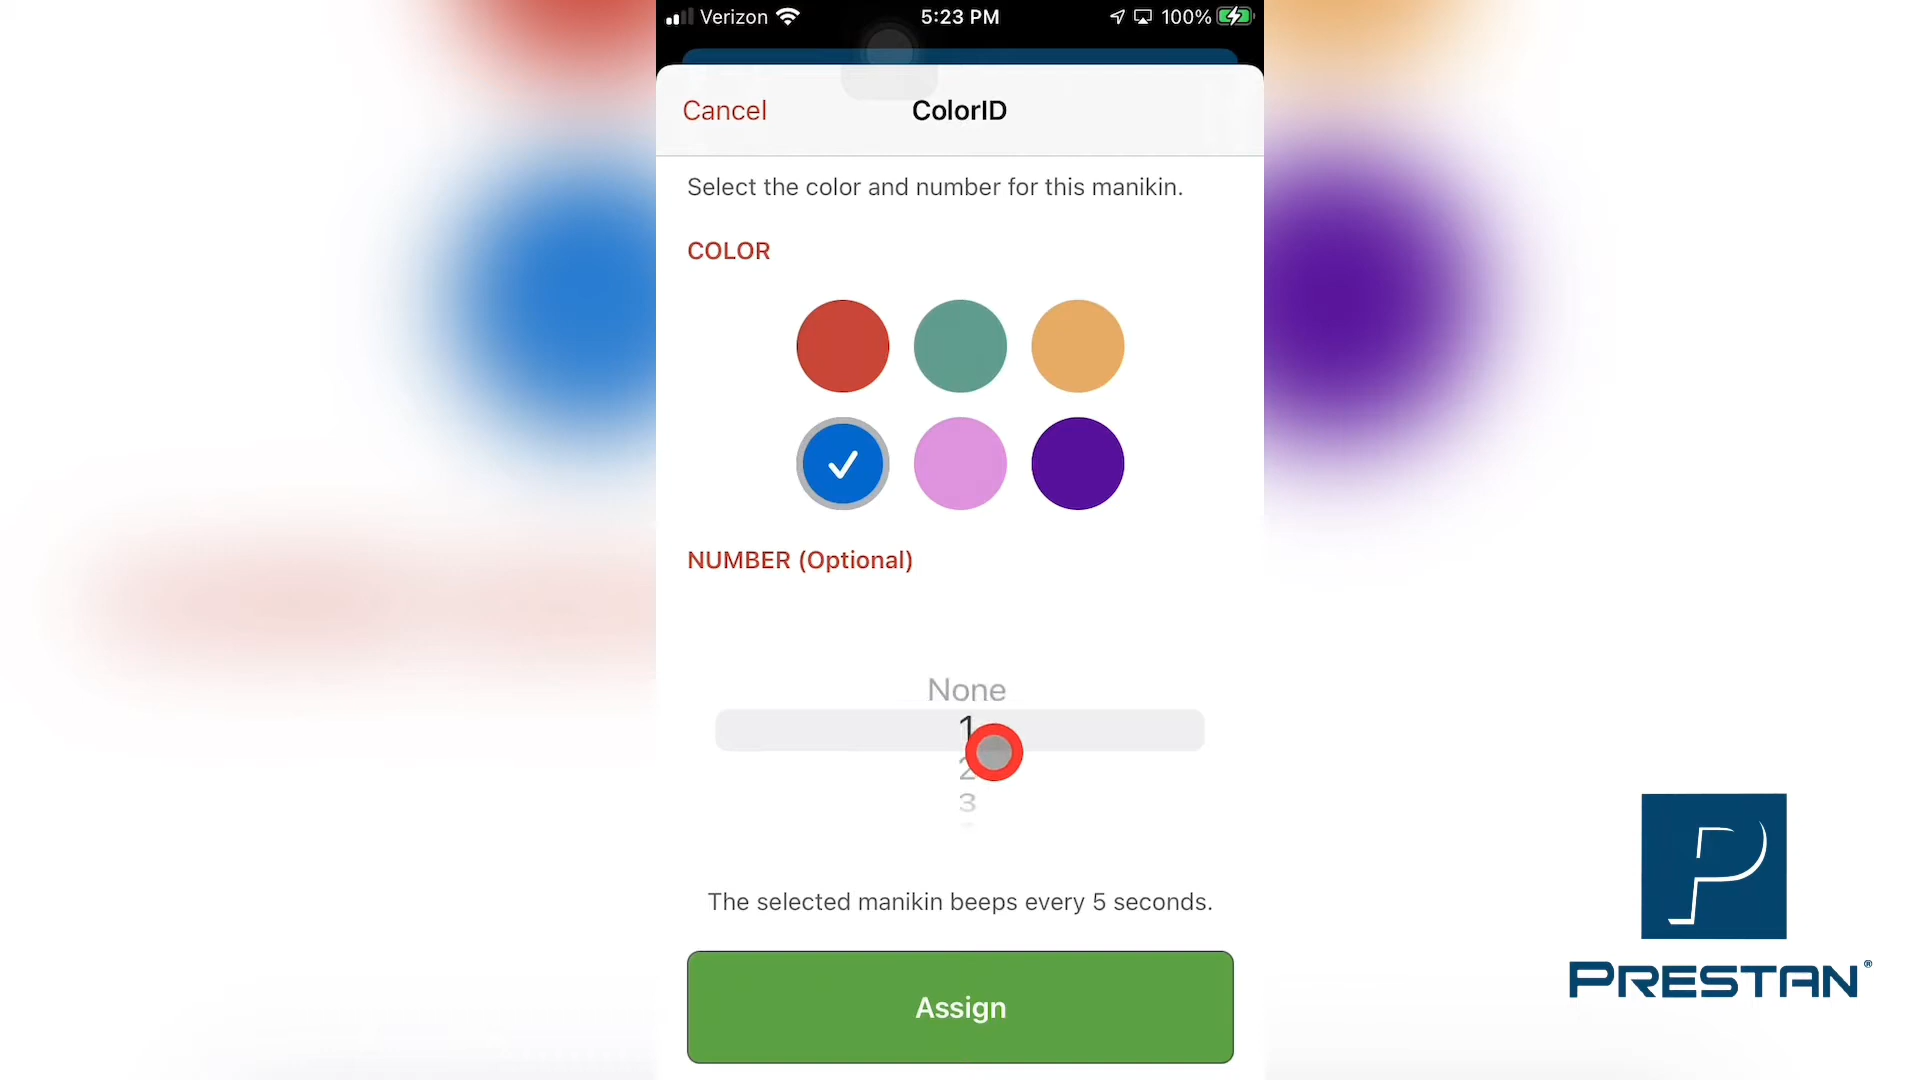 Verizon 5:23 PM 100%
Cancel ColorID
Select the color and number for this manikin.
COLOR
NUMBER (Optional)
None
1
2
3
The selected manikin beeps every 5 seconds.
Assign
P
PRESTAN®